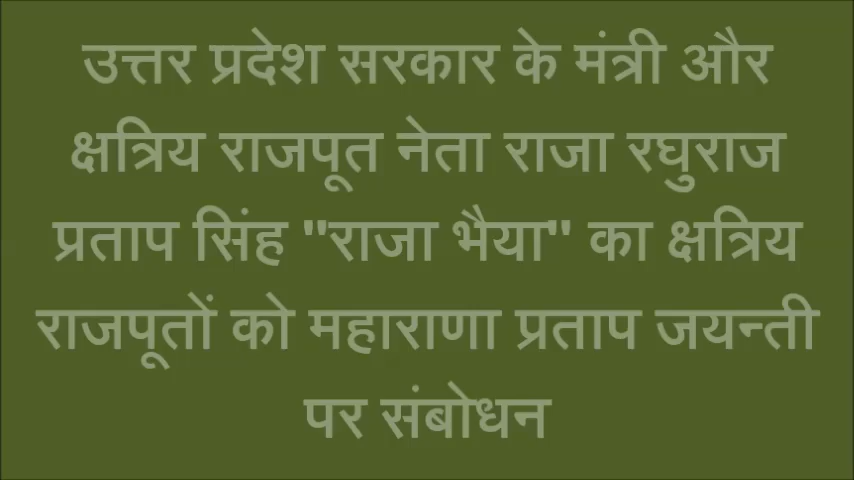 उत्तर प्रदेश सरकार के मंत्री और
क्षत्रिय राजपूत नेता राजा रघुराज
प्रताप सिंह "राजा भैया" का क्षत्रिय
राजपूतों को महाराणा प्रताप जयन्ती
पर संबोधन